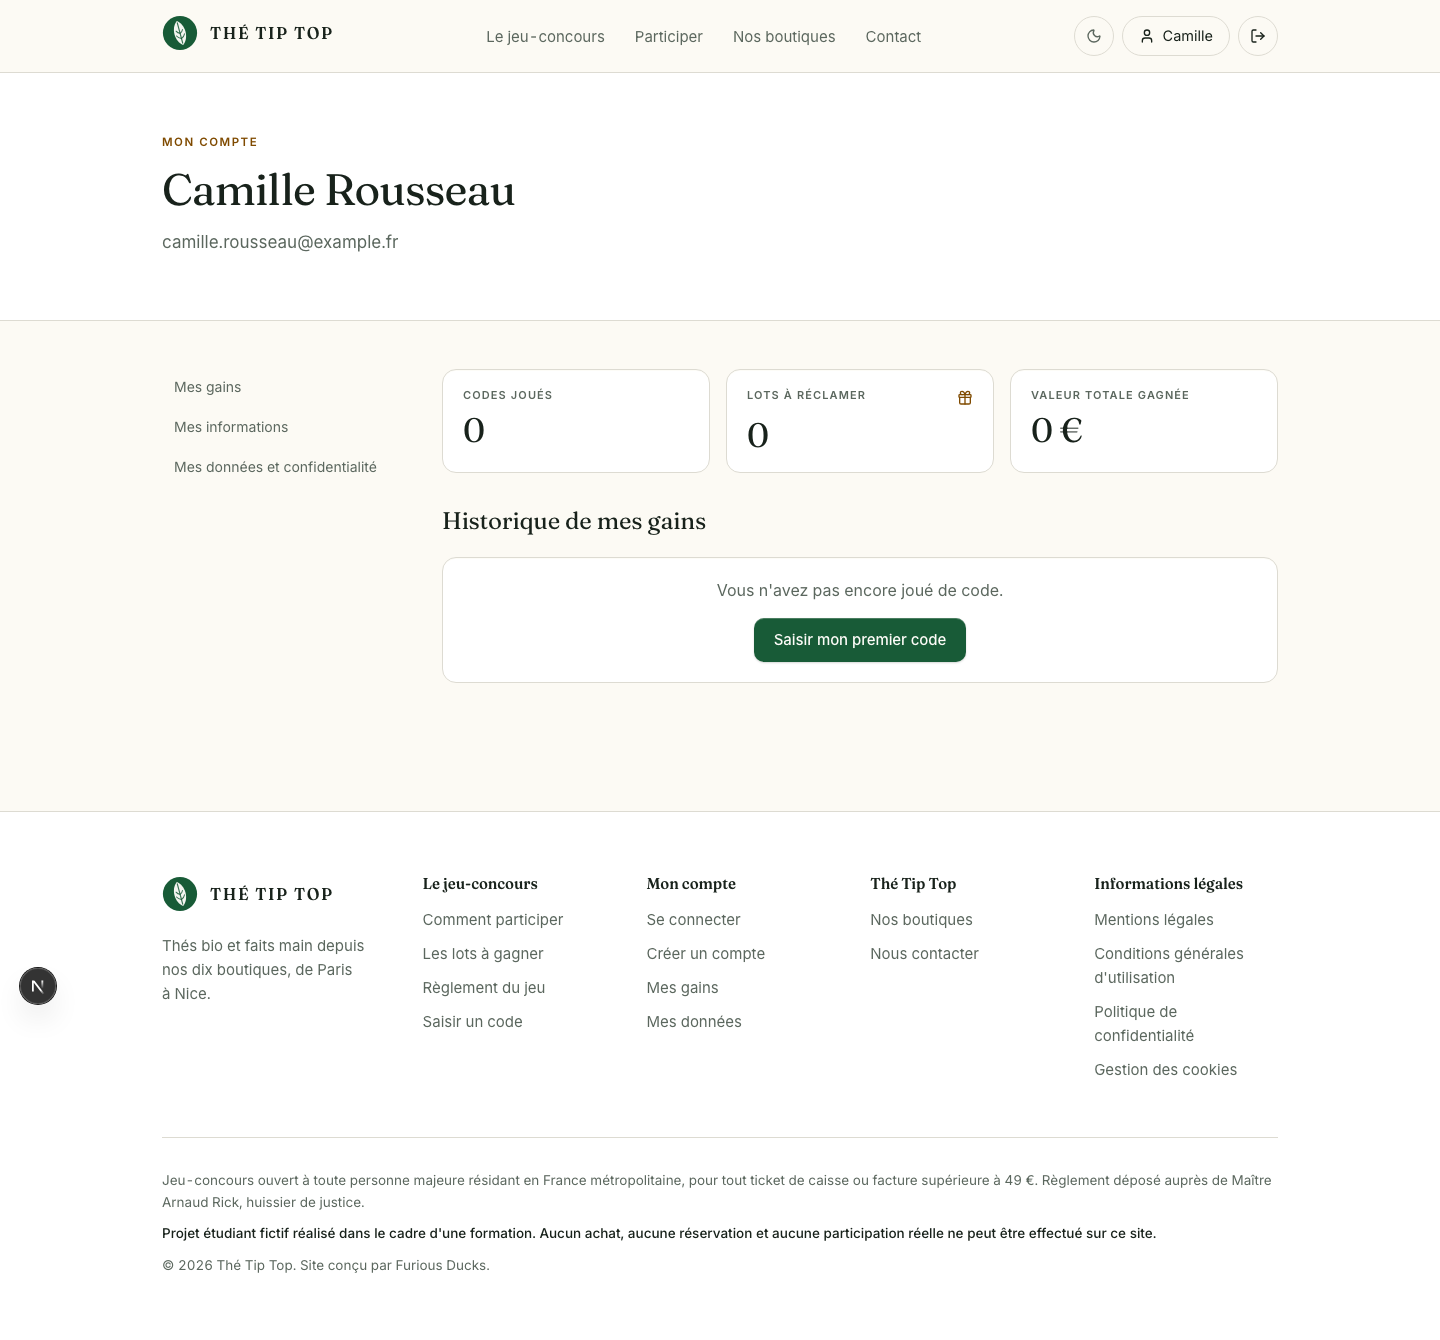 THÉ TIP TOP
Le jeu-concours
Participer
Nos boutiques
Contact
Camille
MON COMPTE
Camille Rousseau
camille.rousseau@example.fr
Mes gains
Mes informations
Mes données et confidentialité
CODES JOUÉS
0
LOTS À RÉCLAMER
0
VALEUR TOTALE GAGNÉE
0 €
Historique de mes gains
Vous n'avez pas encore joué de code.
Saisir mon premier code
THÉ TIP TOP
Thés bio et faits main depuis
nos dix boutiques, de Paris
à Nice.
Le jeu-concours
Comment participer
Les lots à gagner
Règlement du jeu
Saisir un code
Mon compte
Se connecter
Créer un compte
Mes gains
Mes données
Thé Tip Top
Nos boutiques
Nous contacter
Informations légales
Mentions légales
Conditions générales
d'utilisation
Politique de
confidentialité
Gestion des cookies
N
Jeu-concours ouvert à toute personne majeure résidant en France métropolitaine, pour tout ticket de caisse ou facture supérieure à 49 €. Règlement déposé auprès de Maître
Arnaud Rick, huissier de justice.
Projet étudiant fictif réalisé dans le cadre d'une formation. Aucun achat, aucune réservation et aucune participation réelle ne peut être effectué sur ce site.
© 2026 Thé Tip Top. Site conçu par Furious Ducks.